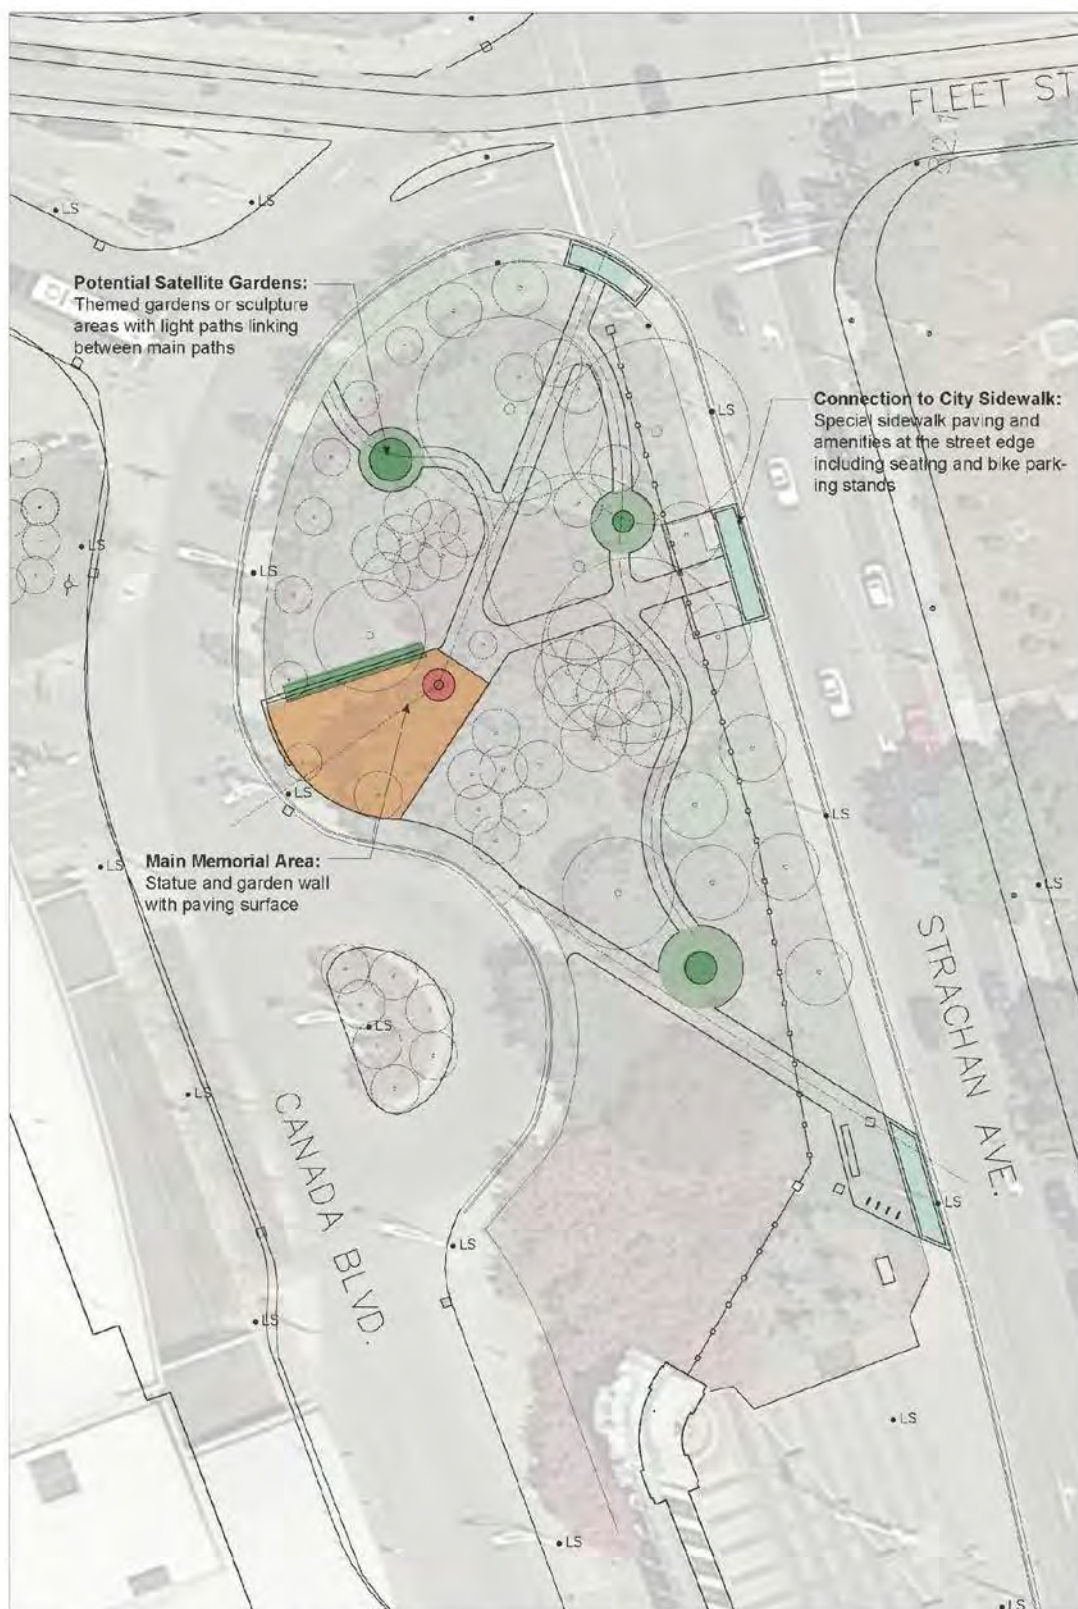 FLEET ST
LS
LS
Potential Satellite Gardens:
Themed gardens or sculpture
areas with light paths linking
between main paths
Connection to City Sidewalk:
Special sidewalk paving and
amenities at the street edge
including seating and bike park-
ing stands
LS
LS
LS
LS
LS
Main Memorial Area:
Statue and garden wall
with paving surface
LS
LS
LS
STRACHAN AVE.
LS
LS
CANADA BLVD.
LS
LS
LS
LS
LS
LS